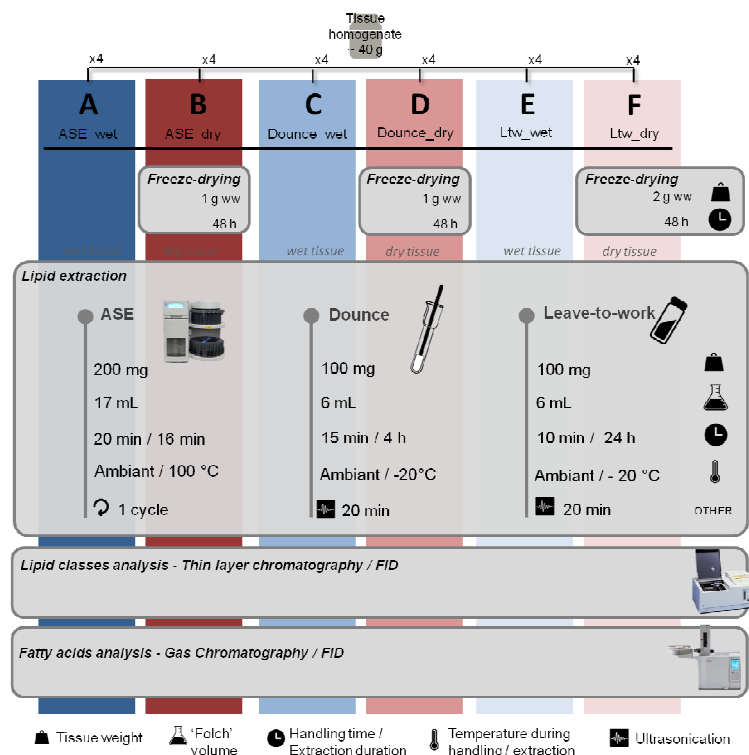 Tissue
homogenate
~ 40 g
x4 x4 x4 x4 x4 x4
A B C D E F
ASE_wet ASE_dry Dounce_wet Dounce_dry Ltw_wet Ltw_dry
Freeze-drying Freeze-drying Freeze-drying
1 g ww 1 g ww 2 g ww
48 h 48 h 48 h
wet tissue dry tissue wet tissue dry tissue wet tissue dry tissue
Lipid extraction
ASE Dounce Leave-to-work
200 mg 100 mg 100 mg
17 mL 6 mL 6 mL
20 min / 16 min 15 min / 4 h 10 min / 24 h
Ambiant / 100 °C Ambiant / -20°C Ambiant / - 20 °C
1 cycle 20 min 20 min OTHER
Lipid classes analysis - Thin layer chromatography / FID
Fatty acids analysis - Gas Chromatography / FID
Tissue weight 'Folch' Handling time / Temperature during Ultrasonication
volume Extraction duration handling / extraction